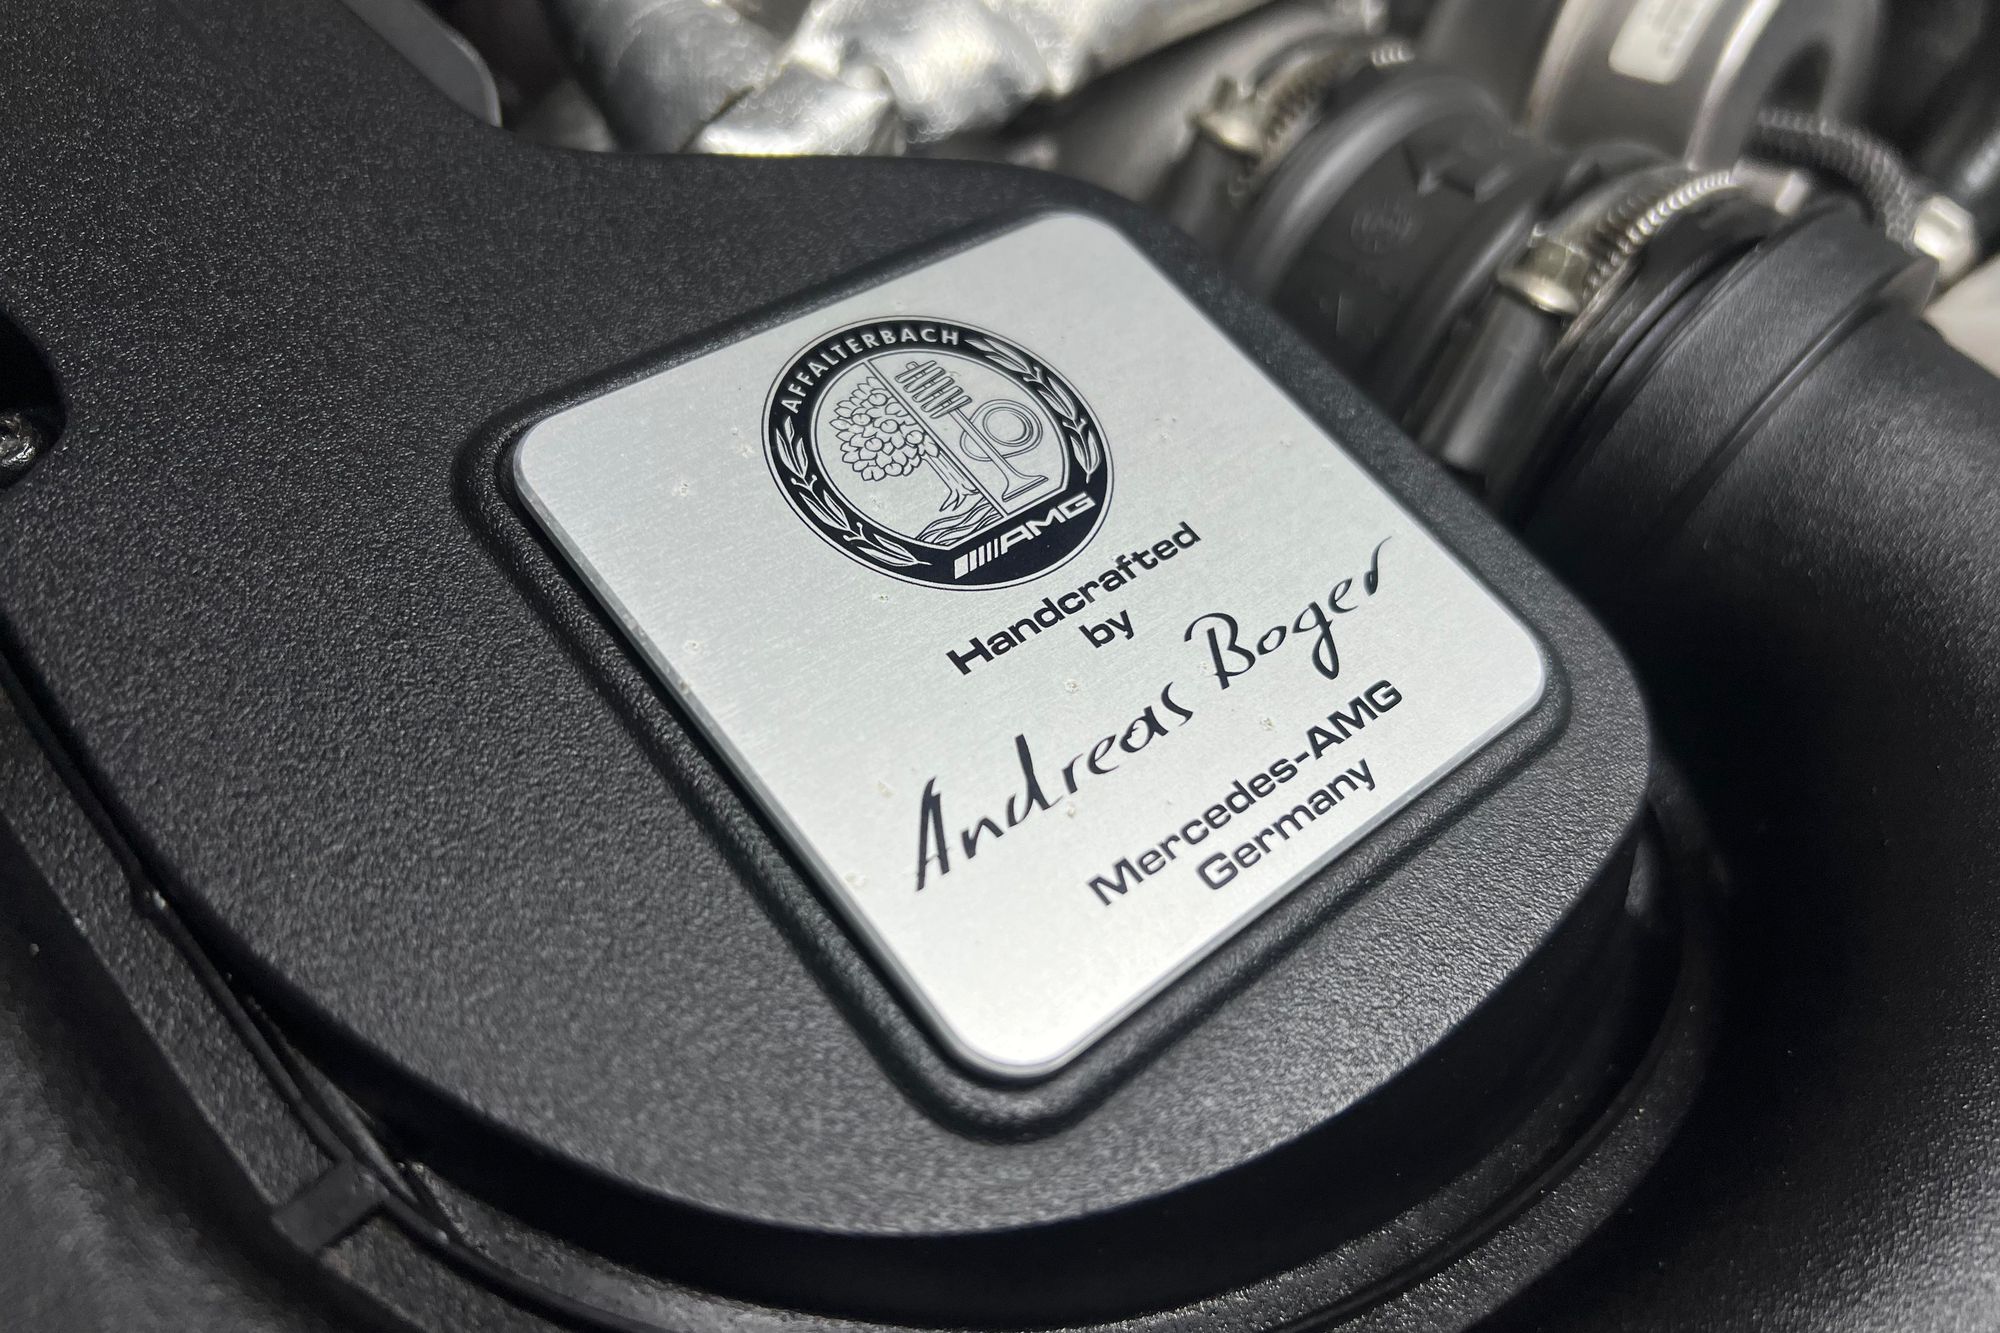 AFFALTERBACH
AMG
Handcrafted
by
Andreas Boger
Mercedes-AMG
Germany